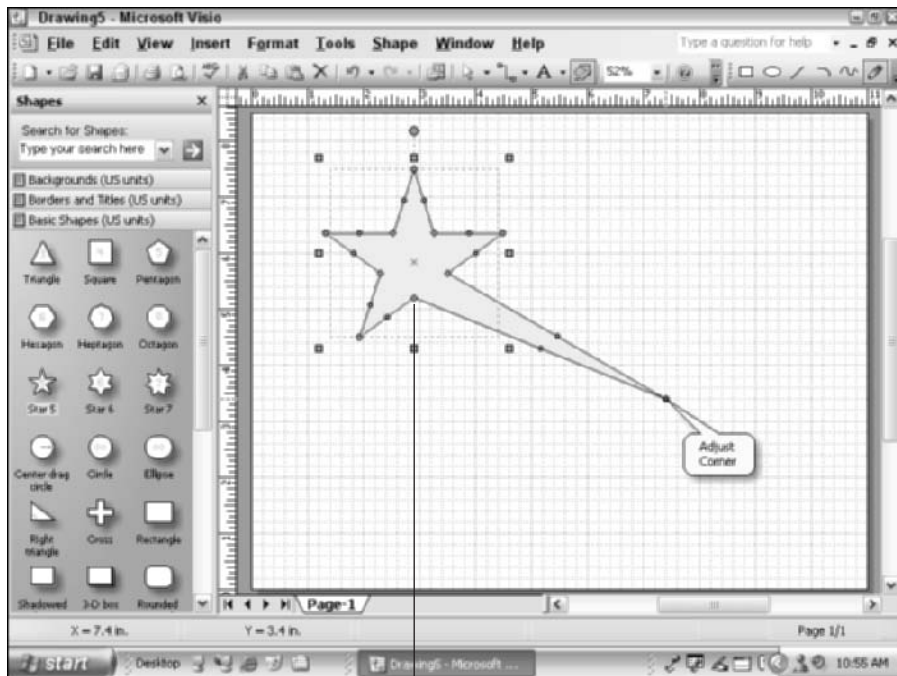 Drawing5 - Microsoft Visio
File Edit View Insert Format Tools Shape Window Help
Type a question for help
52%
Shapes
Search for Shapes:
Type your search here
Backgrounds (US units)
Borders and Titles (US units)
Basic Shapes (US units)
Triangle Square Pentagon
Hexagon Heptagon Octagon
Star 5 Star 6 Star 7
Center drag circle Circle Ellipse
Right triangle Cross Rectangle
Shadowed 3-D box Rounded
Adjust
Corner
Page-1
X = 7.4 in. Y = 3.4 in. Page 1/1
start Desktop Drawing5 - Microsoft ... 10:55 AM